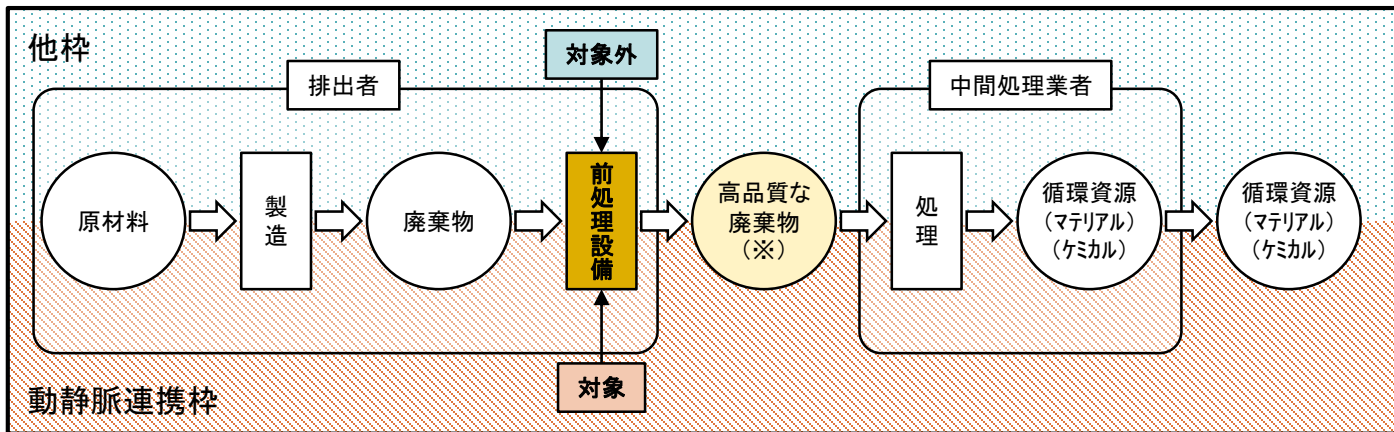 他枠
対象外
排出者
中間処理業者
原材料
製造
廃棄物
前処理設備
高品質な
廃棄物
（※）
処理
循環資源
（ﾏﾃﾘｱﾙ）
（ｹﾐｶﾙ）
循環資源
（ﾏﾃﾘｱﾙ）
（ｹﾐｶﾙ）
対象
動静脈連携枠